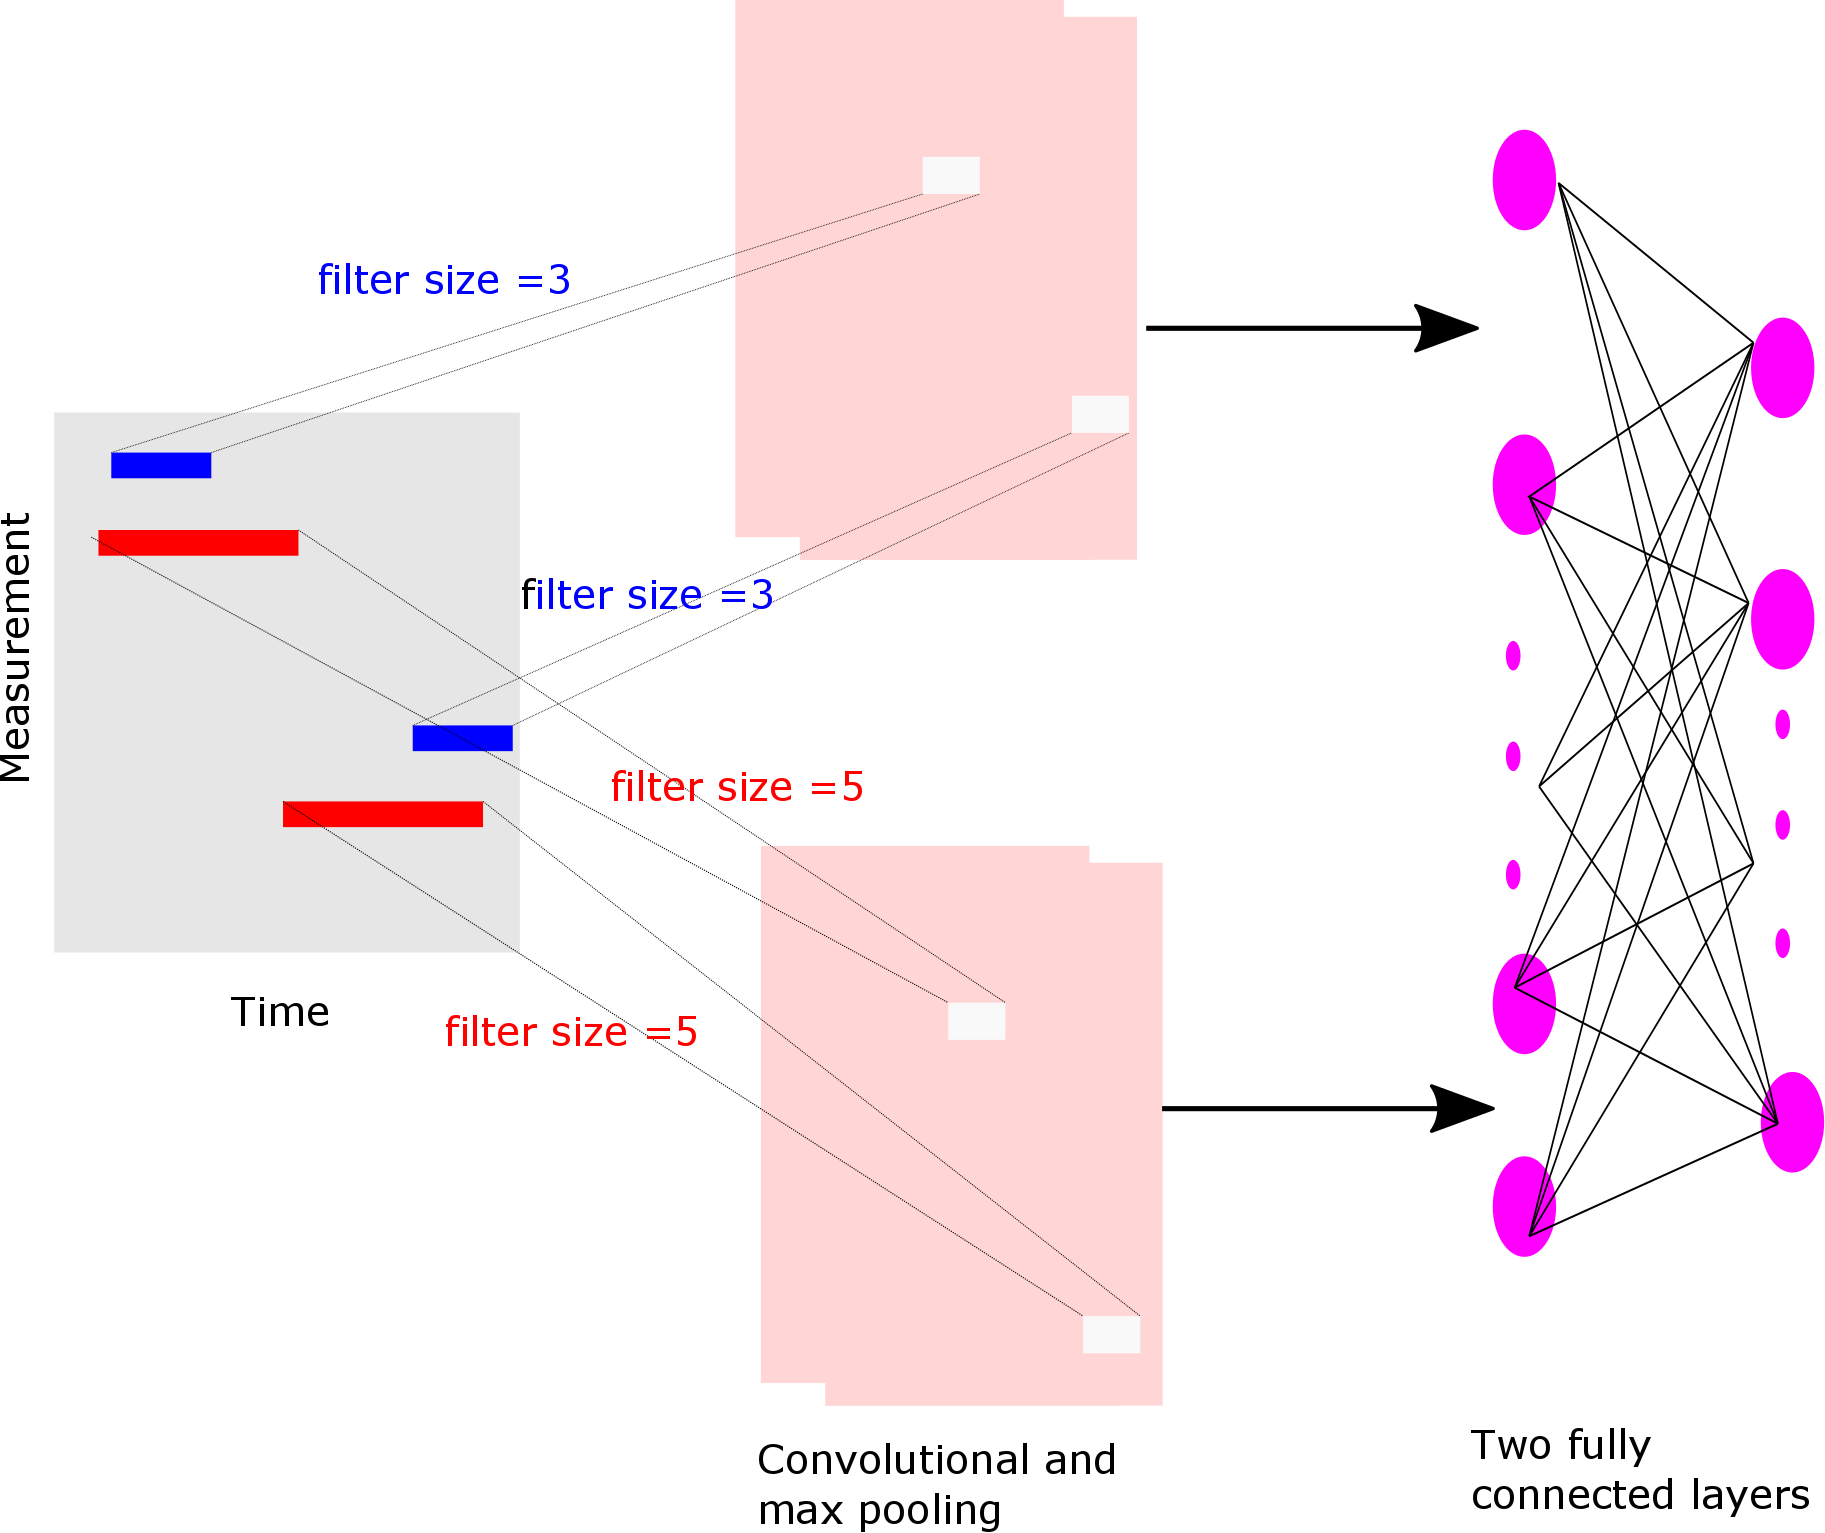 filter size =3
Measurement
filter size =3
filter size =5
Time
filter size =5
Convolutional and
max pooling
Two fully
connected layers